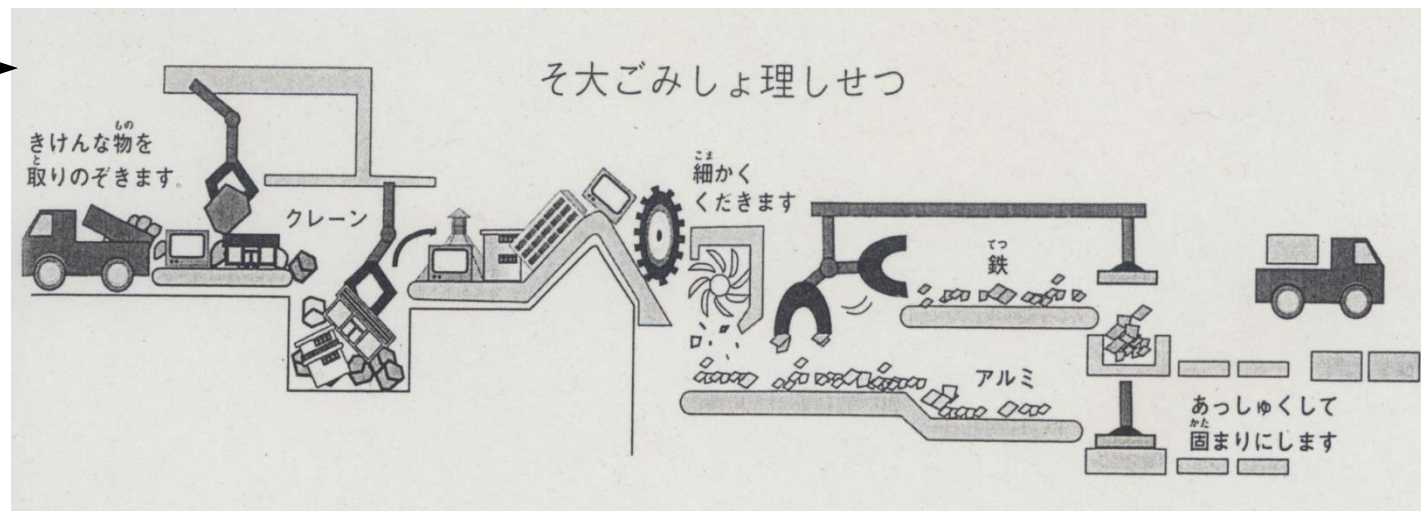 そ大ごみしょ理しせつ
きけんな物を
取りのぞきます。
クレーン
細かく
くだきます
鉄
アルミ
あっしゅくして
固まりにします